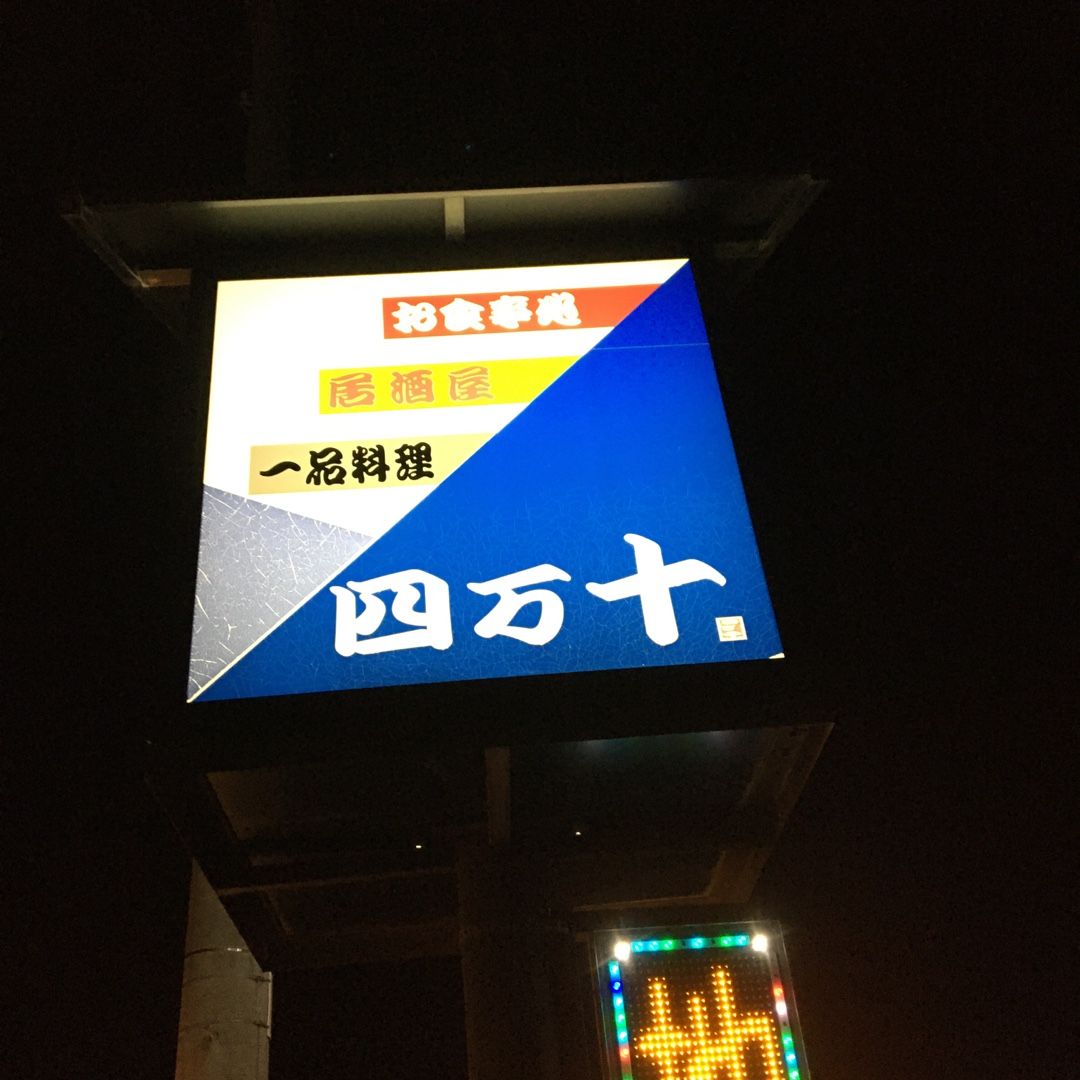 お食事処
居酒屋
一品料理
四万十